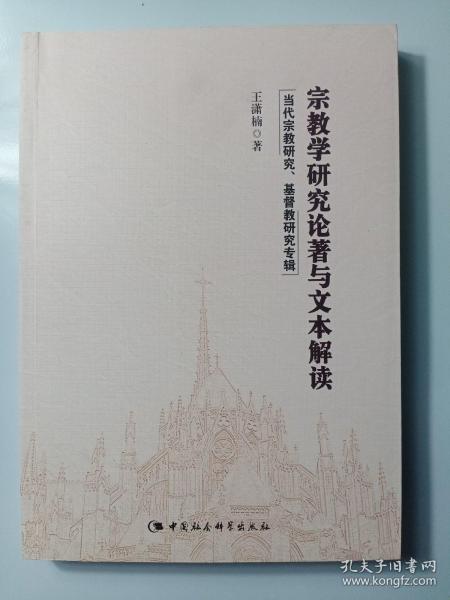 宗教学研究论著与文本解读
当代宗教研究、基督教研究专辑
王潇楠◎著
中国社会科学出版社
孔夫子旧书网
www.kongfz.com